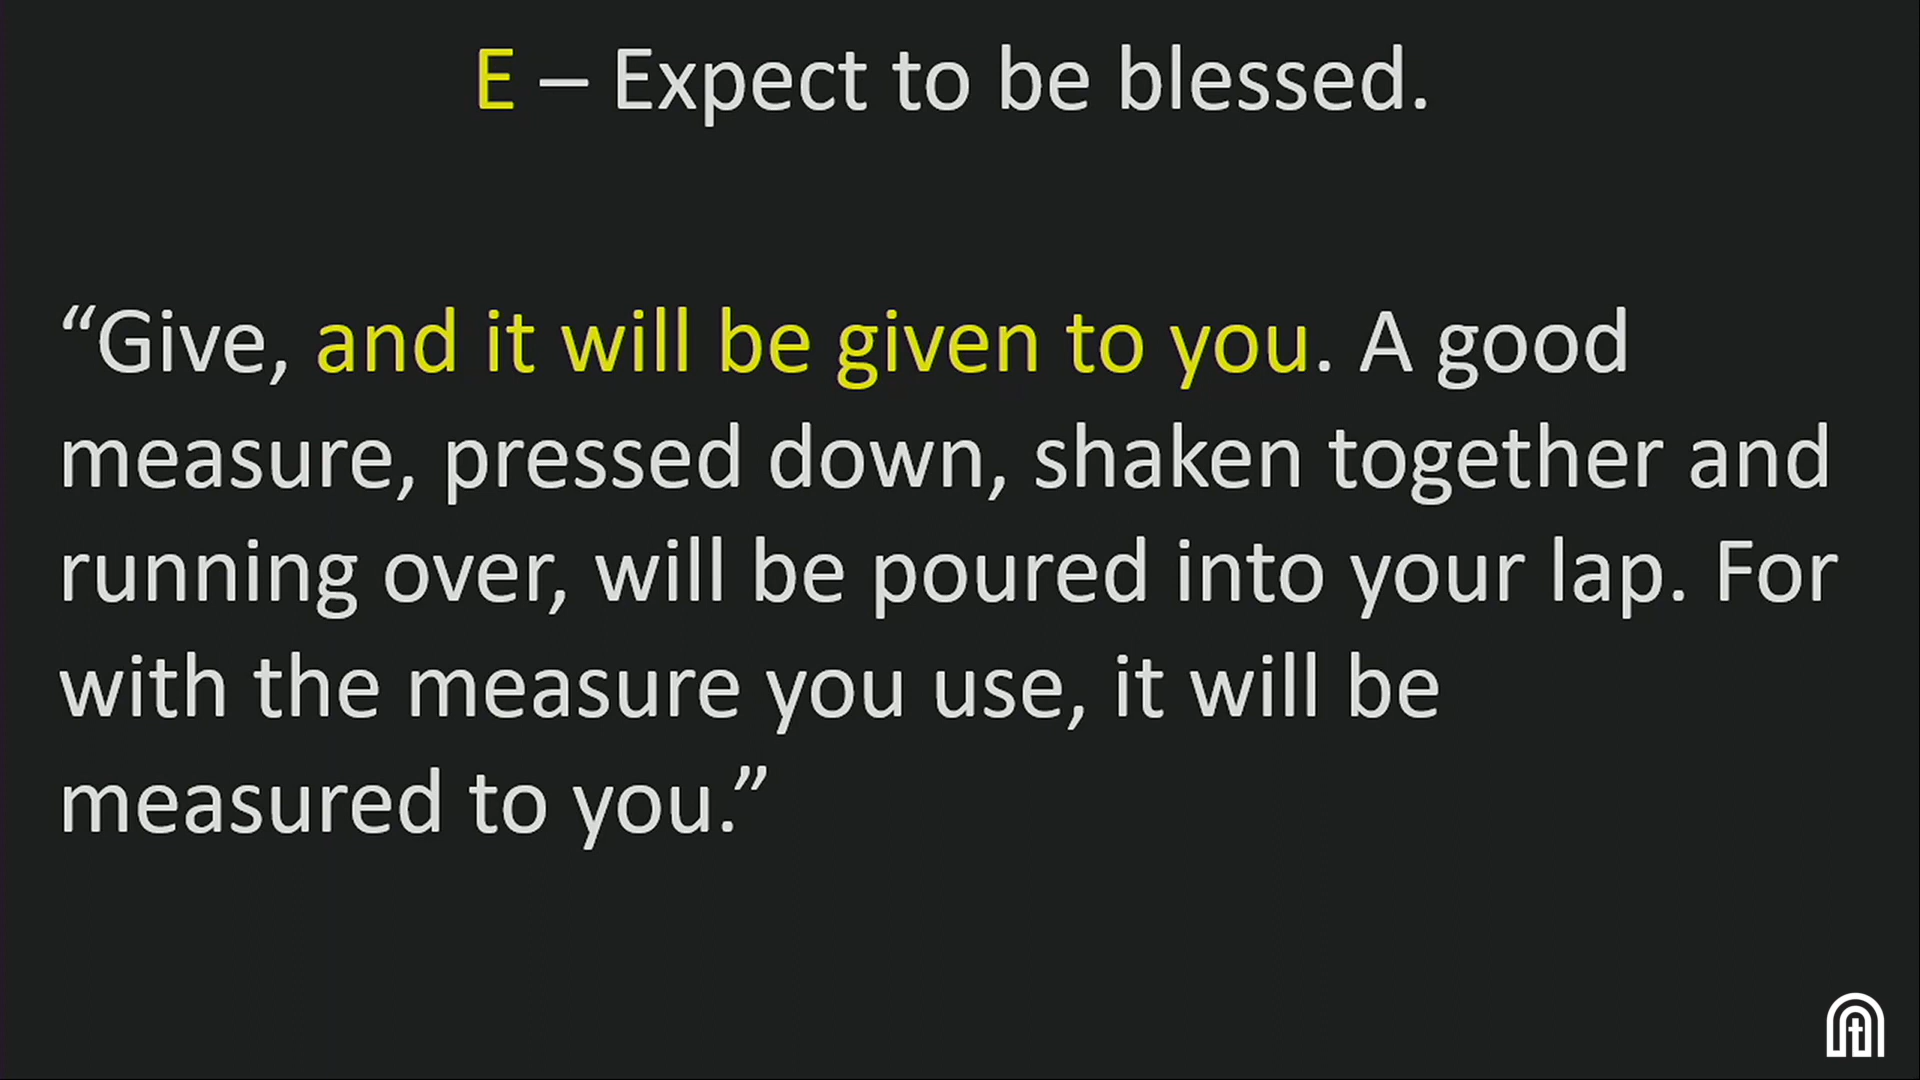 E – Expect to be blessed.
“Give, and it will be given to you. A good
measure, pressed down, shaken together and
running over, will be poured into your lap. For
with the measure you use, it will be
measured to you.”